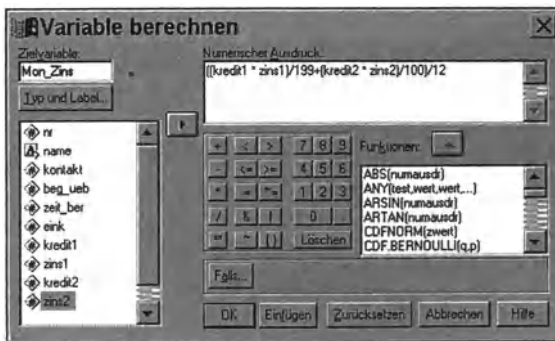 Variable berechnen
Zielvariable:
Mon_Zins
=
Numerischer Ausdruck:
((kredit1 * zins1)/199+(kredit2 * zins2)/100)/12
Typ und Label...
nr
name
kontakt
beg_ueb
zeit_ber
eink
kredit1
zins1
kredit2
zins2
+ < > 7 8 9
- <= >= 4 5 6
* = ~= 1 2 3
/ & | 0 .
** ~ () Löschen
Funktionen:
ABS(numausdr)
ANY(test,wert,wert,...)
ARSIN(numausdr)
ARTAN(numausdr)
CDFNORM(zwert)
CDF.BERNOULLI(q,p)
Falls...
OK Einfügen Zurücksetzen Abbrechen Hilfe